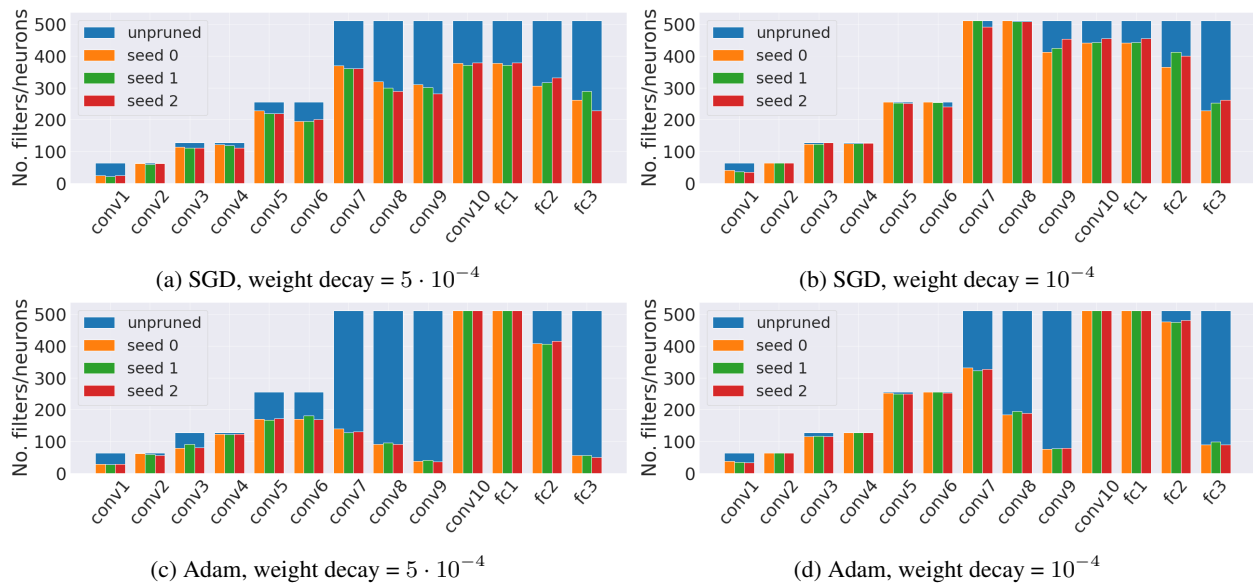 No. filters/neurons
500
400
300
200
100
0
unpruned
seed 0
seed 1
seed 2
conv1
conv2
conv3
conv4
conv5
conv6
conv7
conv8
conv9
conv10
fc1
fc2
fc3
(a) SGD, weight decay = 5 · 10⁻⁴
No. filters/neurons
500
400
300
200
100
0
unpruned
seed 0
seed 1
seed 2
conv1
conv2
conv3
conv4
conv5
conv6
conv7
conv8
conv9
conv10
fc1
fc2
fc3
(b) SGD, weight decay = 10⁻⁴
No. filters/neurons
500
400
300
200
100
0
unpruned
seed 0
seed 1
seed 2
conv1
conv2
conv3
conv4
conv5
conv6
conv7
conv8
conv9
conv10
fc1
fc2
fc3
(c) Adam, weight decay = 5 · 10⁻⁴
No. filters/neurons
500
400
300
200
100
0
unpruned
seed 0
seed 1
seed 2
conv1
conv2
conv3
conv4
conv5
conv6
conv7
conv8
conv9
conv10
fc1
fc2
fc3
(d) Adam, weight decay = 10⁻⁴